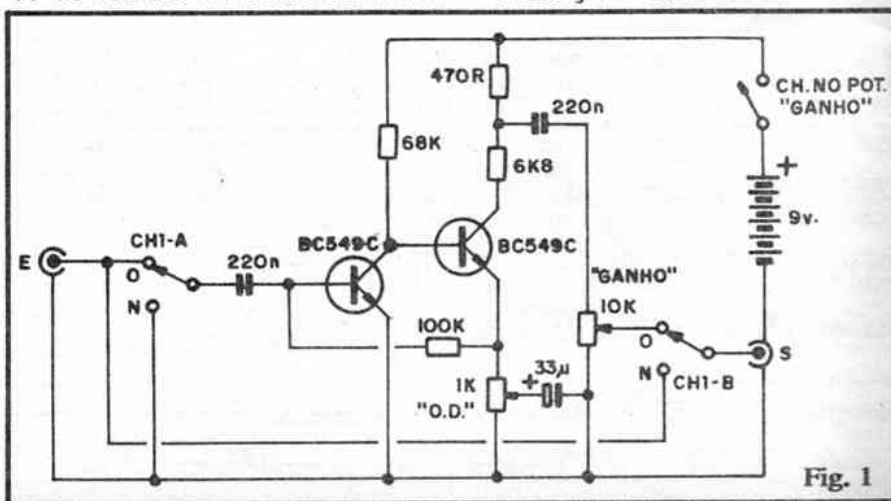 470R
220n
CH. NO POT.
"GANHO"
68K
6K8
+
9v.
BC549C
BC549C
CH1-A
E
O
220n
N
"GANHO"
10K
O
S
100K
33µ
+
N
CH1-B
1K
"O.D."
Fig. 1